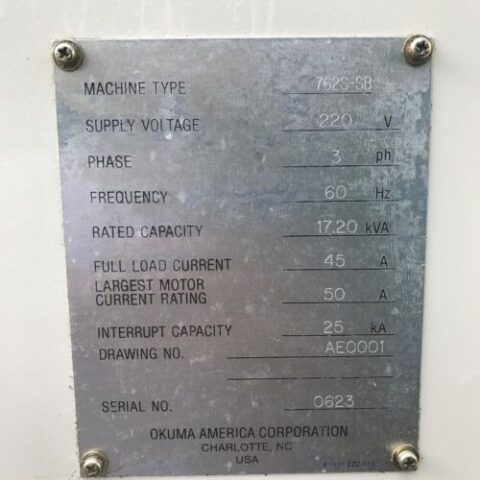 MACHINE TYPE 762S-SB
SUPPLY VOLTAGE 220 V
PHASE 3 ph
FREQUENCY 60 Hz
RATED CAPACITY 17.20 kVA
FULL LOAD CURRENT 45 A
LARGEST MOTOR
CURRENT RATING 50 A
INTERRUPT CAPACITY 25 kA
DRAWING NO. AE0001
SERIAL NO. 0623
OKUMA AMERICA CORPORATION
CHARLOTTE, NC
USA